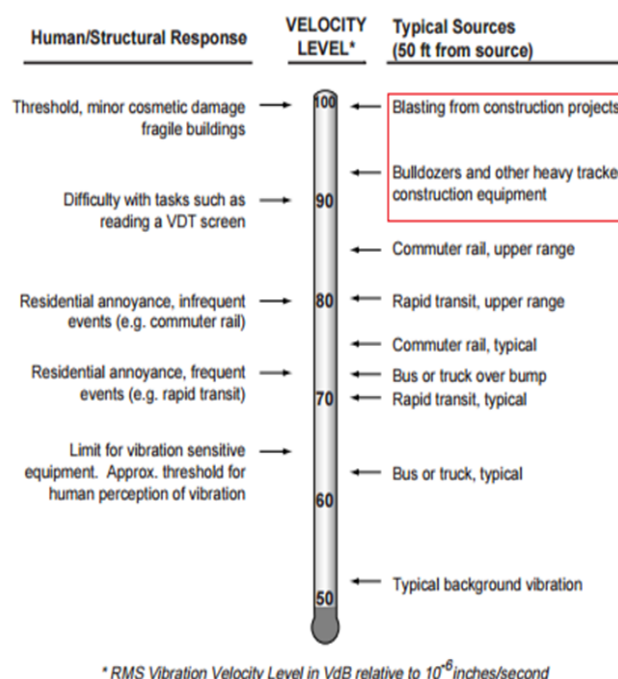 Human/Structural Response
VELOCITY
LEVEL*
Typical Sources
(50 ft from source)
Threshold, minor cosmetic damage
fragile buildings
100
Blasting from construction projects
Bulldozers and other heavy tracke
construction equipment
Difficulty with tasks such as
reading a VDT screen
90
Commuter rail, upper range
Residential annoyance, infrequent
events (e.g. commuter rail)
80
Rapid transit, upper range
Commuter rail, typical
Residential annoyance, frequent
events (e.g. rapid transit)
Bus or truck over bump
70
Rapid transit, typical
Limit for vibration sensitive
equipment. Approx. threshold for
human perception of vibration
Bus or truck, typical
60
Typical background vibration
50
* RMS Vibration Velocity Level in VdB relative to 10⁻⁶ inches/second